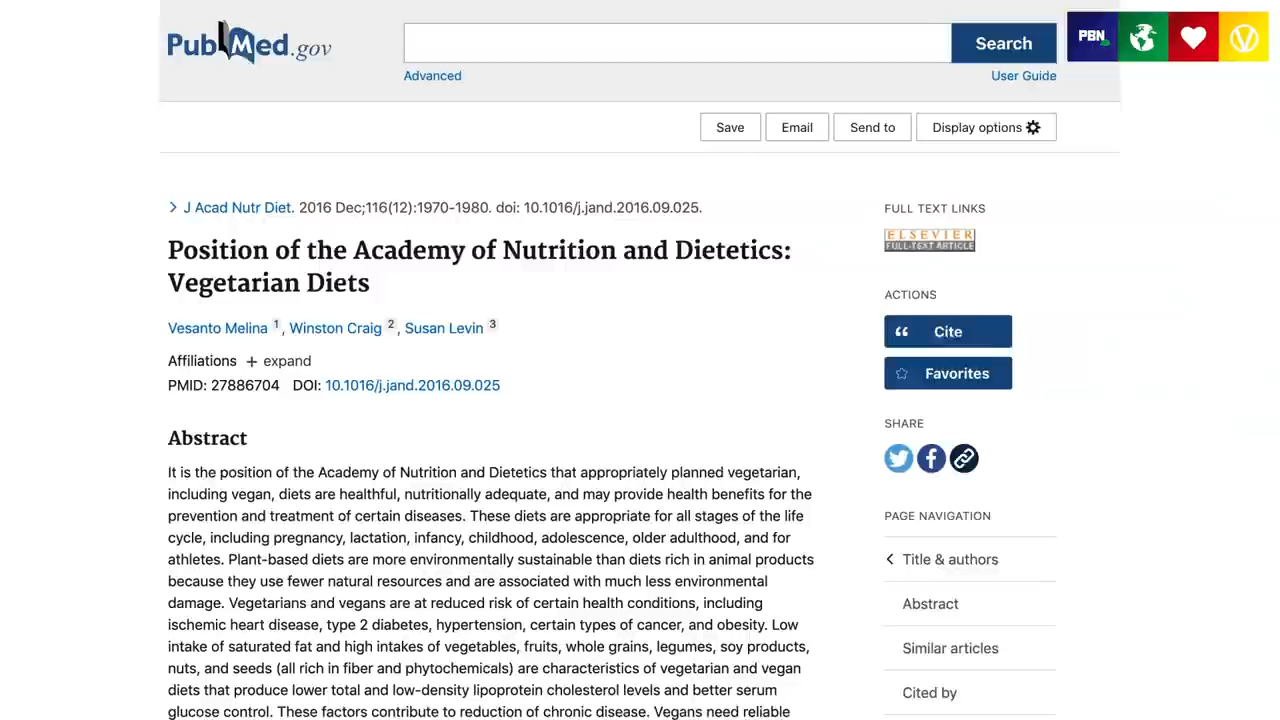 PubMed.gov
Search
PBN
Advanced
User Guide
Save
Email
Send to
Display options
J Acad Nutr Diet. 2016 Dec;116(12):1970-1980. doi: 10.1016/j.jand.2016.09.025.
Position of the Academy of Nutrition and Dietetics:
Vegetarian Diets
Vesanto Melina 1, Winston Craig 2, Susan Levin 3
Affiliations + expand
PMID: 27886704 DOI: 10.1016/j.jand.2016.09.025
Abstract
It is the position of the Academy of Nutrition and Dietetics that appropriately planned vegetarian,
including vegan, diets are healthful, nutritionally adequate, and may provide health benefits for the
prevention and treatment of certain diseases. These diets are appropriate for all stages of the life
cycle, including pregnancy, lactation, infancy, childhood, adolescence, older adulthood, and for
athletes. Plant-based diets are more environmentally sustainable than diets rich in animal products
because they use fewer natural resources and are associated with much less environmental
damage. Vegetarians and vegans are at reduced risk of certain health conditions, including
ischemic heart disease, type 2 diabetes, hypertension, certain types of cancer, and obesity. Low
intake of saturated fat and high intakes of vegetables, fruits, whole grains, legumes, soy products,
nuts, and seeds (all rich in fiber and phytochemicals) are characteristics of vegetarian and vegan
diets that produce lower total and low-density lipoprotein cholesterol levels and better serum
glucose control. These factors contribute to reduction of chronic disease. Vegans need reliable
FULL TEXT LINKS
ELSEVIER
FULL-TEXT ARTICLE
ACTIONS
Cite
Favorites
SHARE
PAGE NAVIGATION
Title & authors
Abstract
Similar articles
Cited by